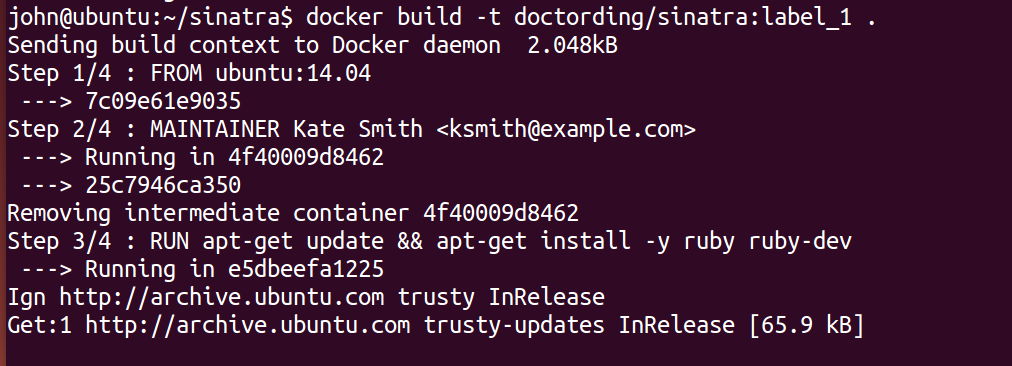 john@ubuntu:~/sinatra$ docker build -t doctording/sinatra:label_1 .
Sending build context to Docker daemon  2.048kB
Step 1/4 : FROM ubuntu:14.04
 ---> 7c09e61e9035
Step 2/4 : MAINTAINER Kate Smith <ksmith@example.com>
 ---> Running in 4f40009d8462
 ---> 25c7946ca350
Removing intermediate container 4f40009d8462
Step 3/4 : RUN apt-get update && apt-get install -y ruby ruby-dev
 ---> Running in e5dbeefa1225
Ign http://archive.ubuntu.com trusty InRelease
Get:1 http://archive.ubuntu.com trusty-updates InRelease [65.9 kB]